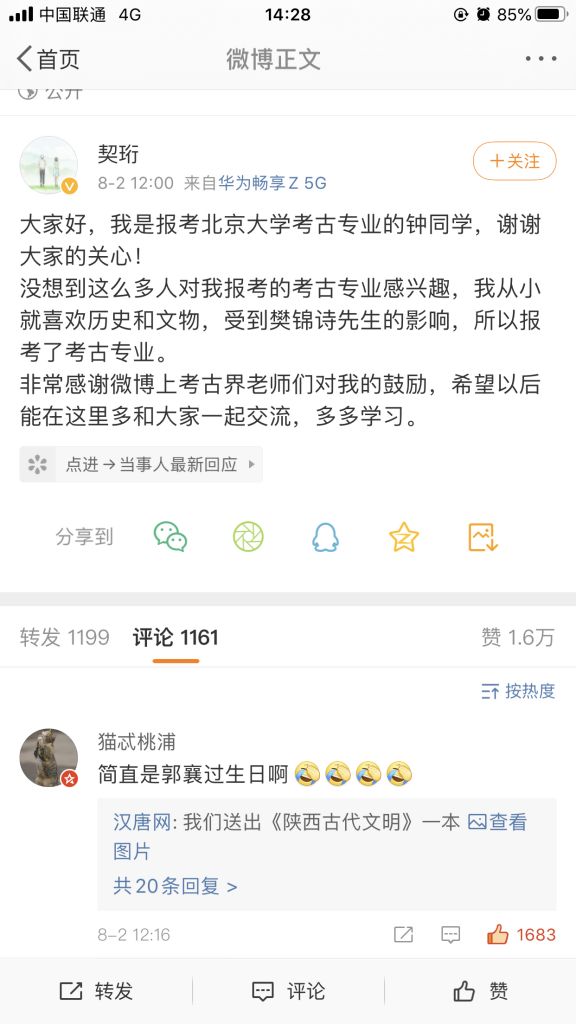 中国联通 4G 14:28 85%
首页 微博正文
公开
契珩
+关注
8-2 12:00 来自华为畅享Z 5G
大家好，我是报考北京大学考古专业的钟同学，谢谢
大家的关心！
没想到这么多人对我报考的考古专业感兴趣，我从小
就喜欢历史和文物，受到樊锦诗先生的影响，所以报
考了考古专业。
非常感谢微博上考古界老师们对我的鼓励，希望以后
能在这里多和大家一起交流，多多学习。
点进→当事人最新回应
分享到
转发 1199 评论 1161 赞 1.6万
按热度
猫忒桃浦
简直是郭襄过生日啊
汉唐网: 我们送出《陕西古代文明》一本 查看
图片
共20条回复 >
8-2 12:16 1683
转发 评论 赞